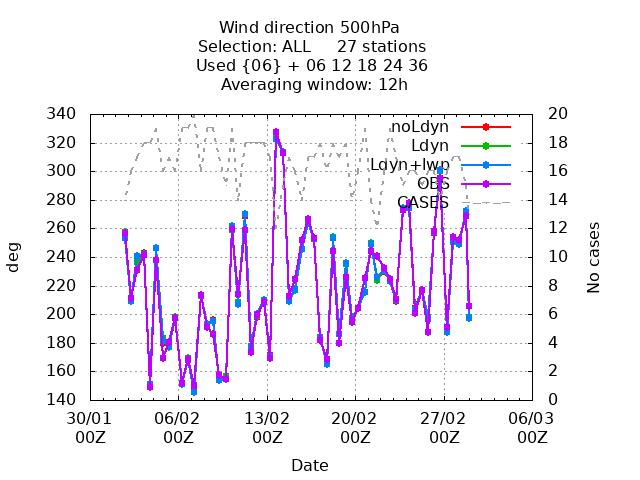 Wind direction 500hPa
Selection: ALL 27 stations
Used {06} + 06 12 18 24 36
Averaging window: 12h
340 20
noLdyn
320 18
Ldyn
Ldyn+lwp
300 16
OBS
280 14
CASES
260 12
240 10
220 8
200 6
180 4
160 2
140 0
deg
No cases
30/01 06/02 13/02 20/02 27/02 06/03
00Z 00Z 00Z 00Z 00Z 00Z
Date